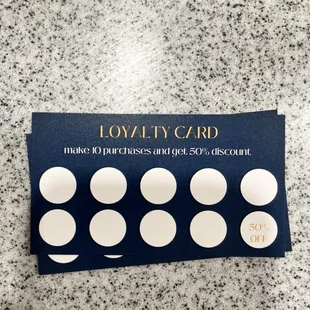 LOYALTY CARD
make 10 purchases and get 50% discount
50%
OFF